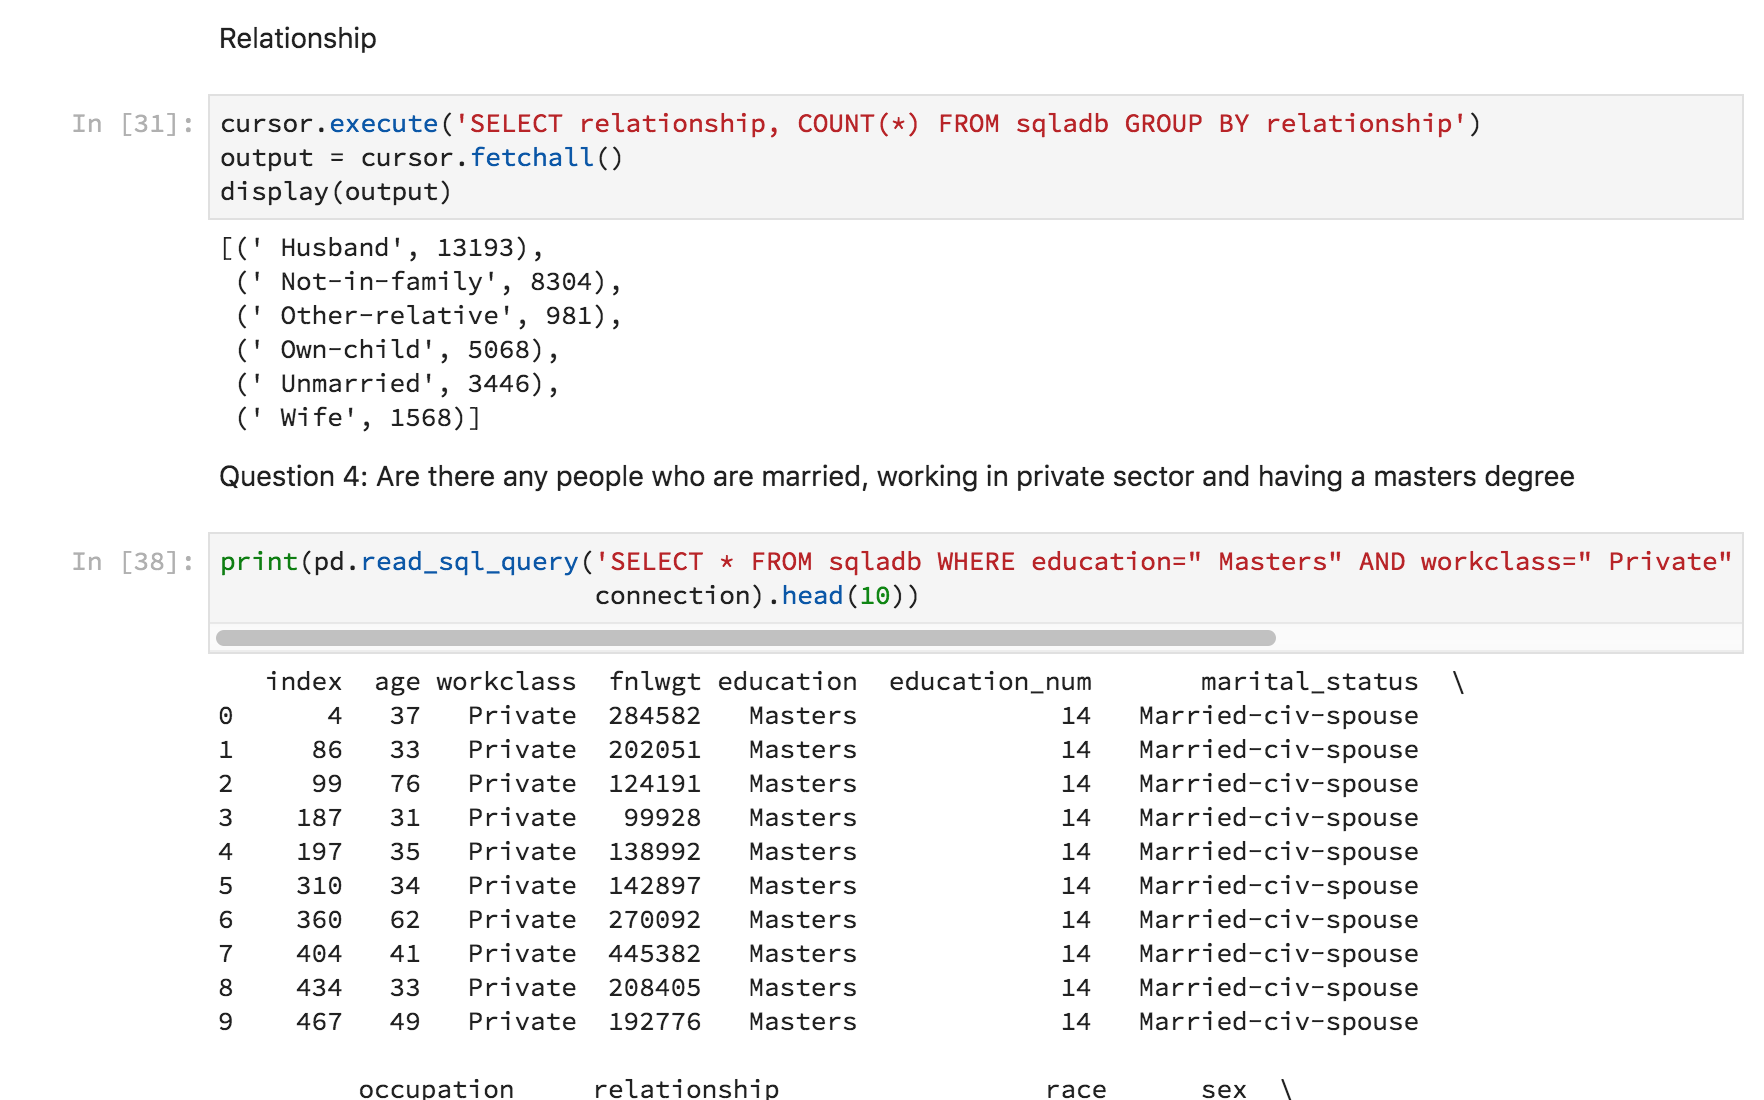 Relationship
In [31]: cursor.execute('SELECT relationship, COUNT(*) FROM sqladb GROUP BY relationship')
output = cursor.fetchall()
display(output)
[(' Husband', 13193),
 (' Not-in-family', 8304),
 (' Other-relative', 981),
 (' Own-child', 5068),
 (' Unmarried', 3446),
 (' Wife', 1568)]
Question 4: Are there any people who are married, working in private sector and having a masters degree
In [38]: print(pd.read_sql_query('SELECT * FROM sqladb WHERE education=" Masters" AND workclass=" Private"
connection).head(10))
index age workclass fnlwgt education education_num marital_status \
0 4 37 Private 284582 Masters 14 Married-civ-spouse
1 86 33 Private 202051 Masters 14 Married-civ-spouse
2 99 76 Private 124191 Masters 14 Married-civ-spouse
3 187 31 Private 99928 Masters 14 Married-civ-spouse
4 197 35 Private 138992 Masters 14 Married-civ-spouse
5 310 34 Private 142897 Masters 14 Married-civ-spouse
6 360 62 Private 270092 Masters 14 Married-civ-spouse
7 404 41 Private 445382 Masters 14 Married-civ-spouse
8 434 33 Private 208405 Masters 14 Married-civ-spouse
9 467 49 Private 192776 Masters 14 Married-civ-spouse
occupation relationship race sex \